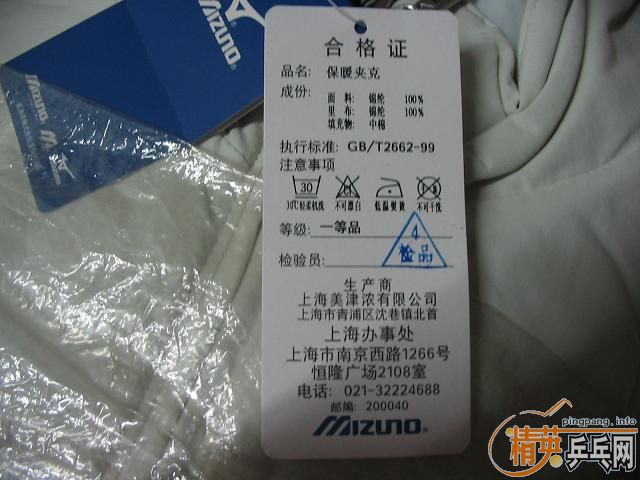 MIZUNO
MIZUNO
合格证
品名: 保暖夹克
成份:
面 料: 锦纶 100%
里 布: 锦纶 100%
填充物: 中棉
执行标准: GB/T2662-99
注意事项
30
30℃轻柔机洗 不可漂白 低温熨烫 不可干洗
等级: 一等品
4
检品
检验员:
生产商
上海美津浓有限公司
上海市青浦区沈巷镇北首
上海办事处
上海市南京西路1266号
恒隆广场2108室
电话: 021-32224688
邮编: 200040
MIZUNO
pingpang.info
精英乒乓网